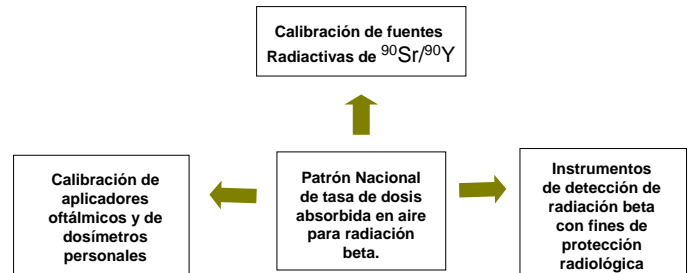 Calibración de fuentes
Radiactivas de ⁹⁰Sr/⁹⁰Y
Calibración de
aplicadores
oftálmicos y de
dosímetros
personales
Patrón Nacional
de tasa de dosis
absorbida en aire
para radiación
beta.
Instrumentos
de detección de
radiación beta
con fines de
protección
radiológica